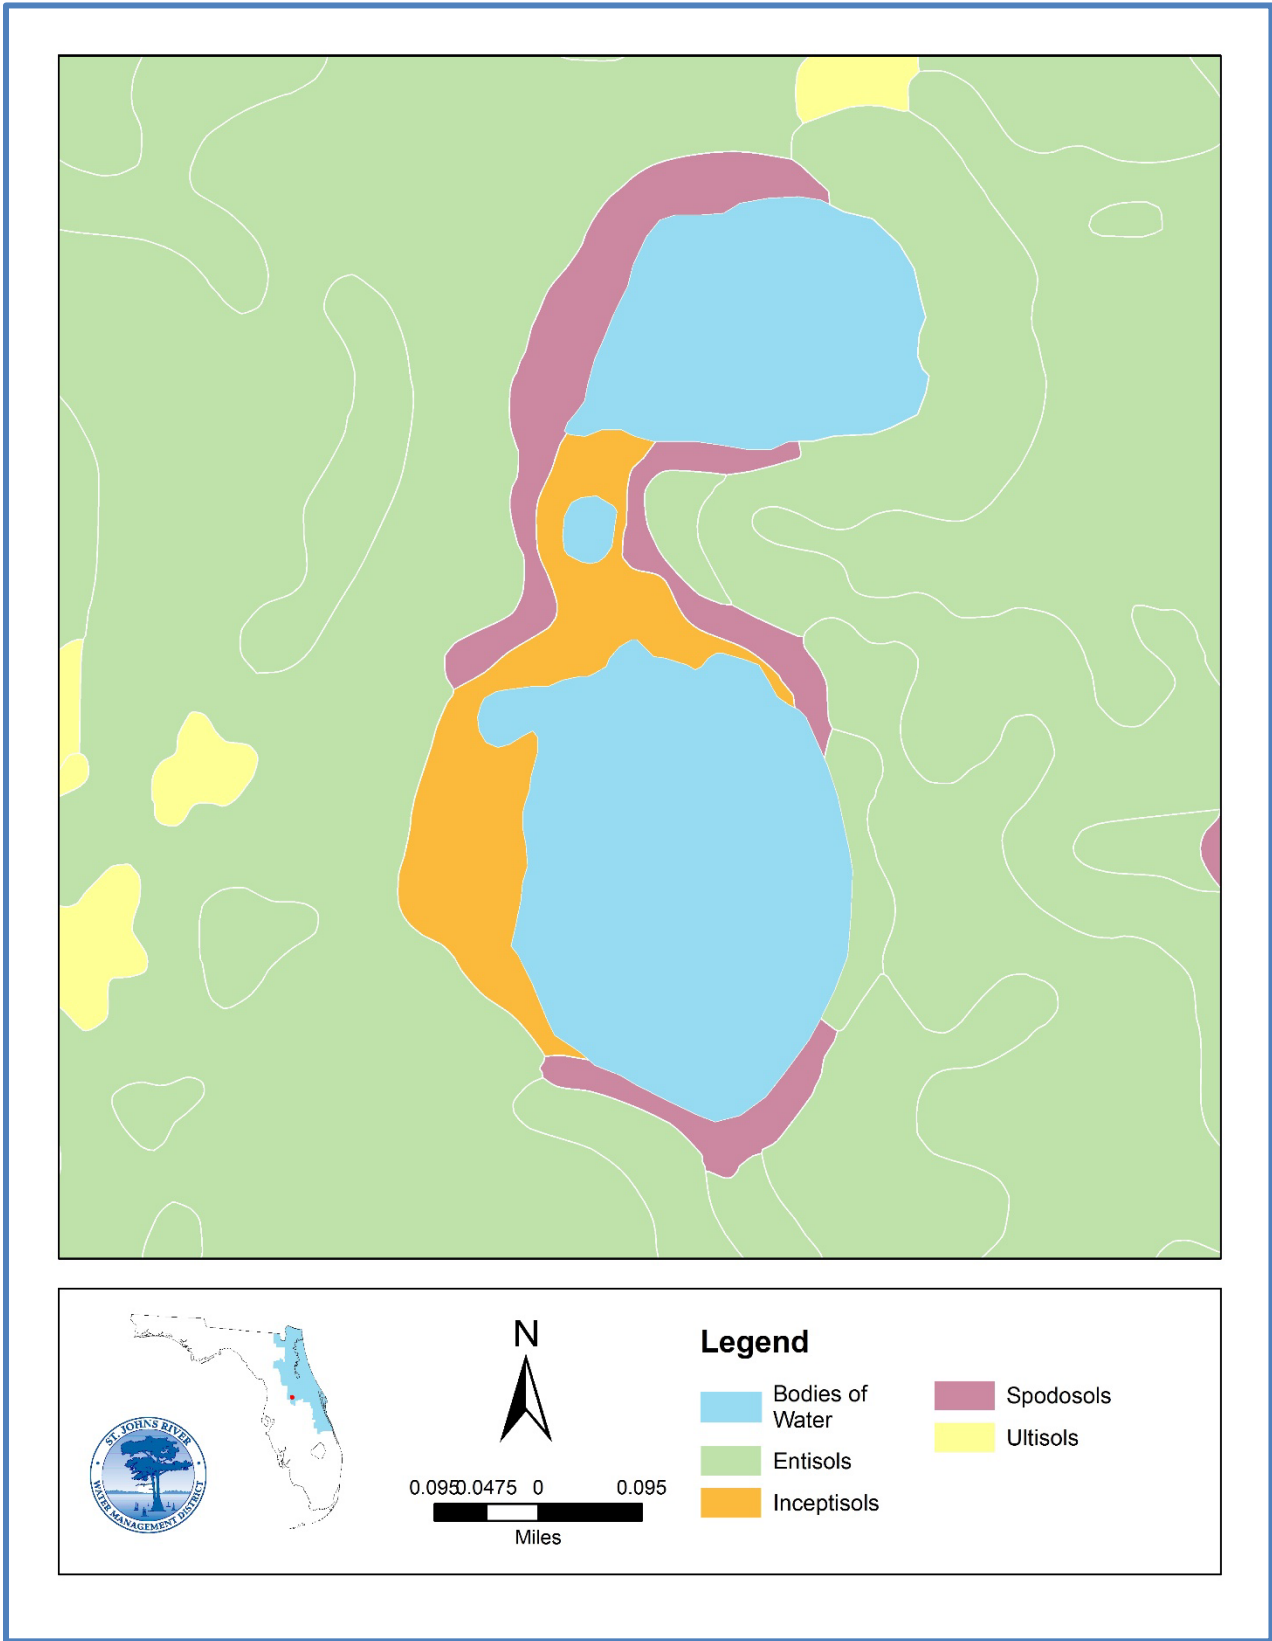 N
0.095 0.0475 0 0.095
Miles
Legend
Bodies of
Water
Entisols
Inceptisols
Spodosols
Ultisols
ST. JOHNS RIVER
WATER MANAGEMENT DISTRICT